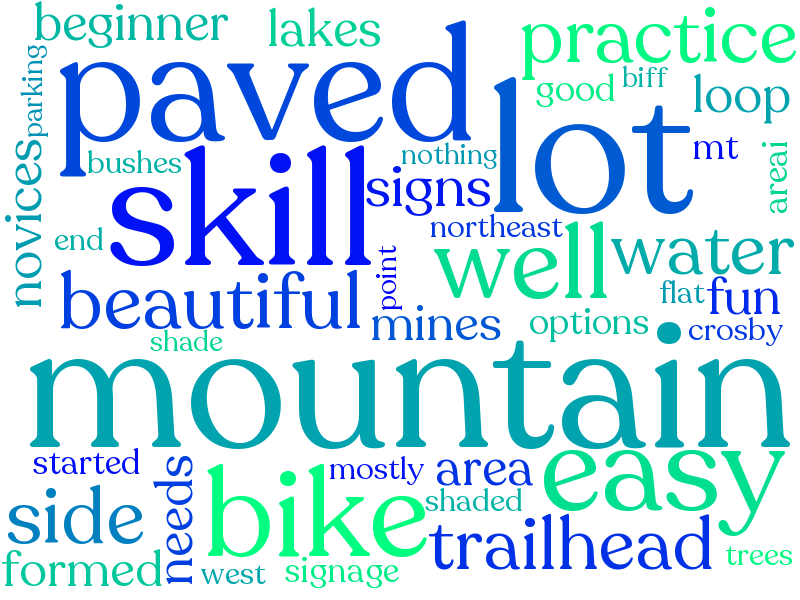 beginner
lakes
practice
parking
paved
good
biff
loop
lot
novices
bushes
nothing
mt
areai
skill
signs
northeast
end
well
water
point
beautiful
flat
fun
mines
options
crosby
shade
mountain
started
needs
mostly
area
easy
side
bike
shaded
trailhead
formed
west
signage
trees